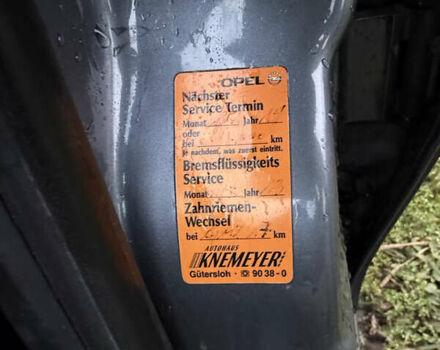 OPEL
Nächster
Service Termin
Monat Jahr
oder
bei km
Je nachdem, was zuerst eintritt.
Bremsflüssigkeits
Service
Monat Jahr
Zahnriemen-
Wechsel
bei km
AUTOHAUS
KNEMEYER
Gütersloh · ☎ 90 38-0